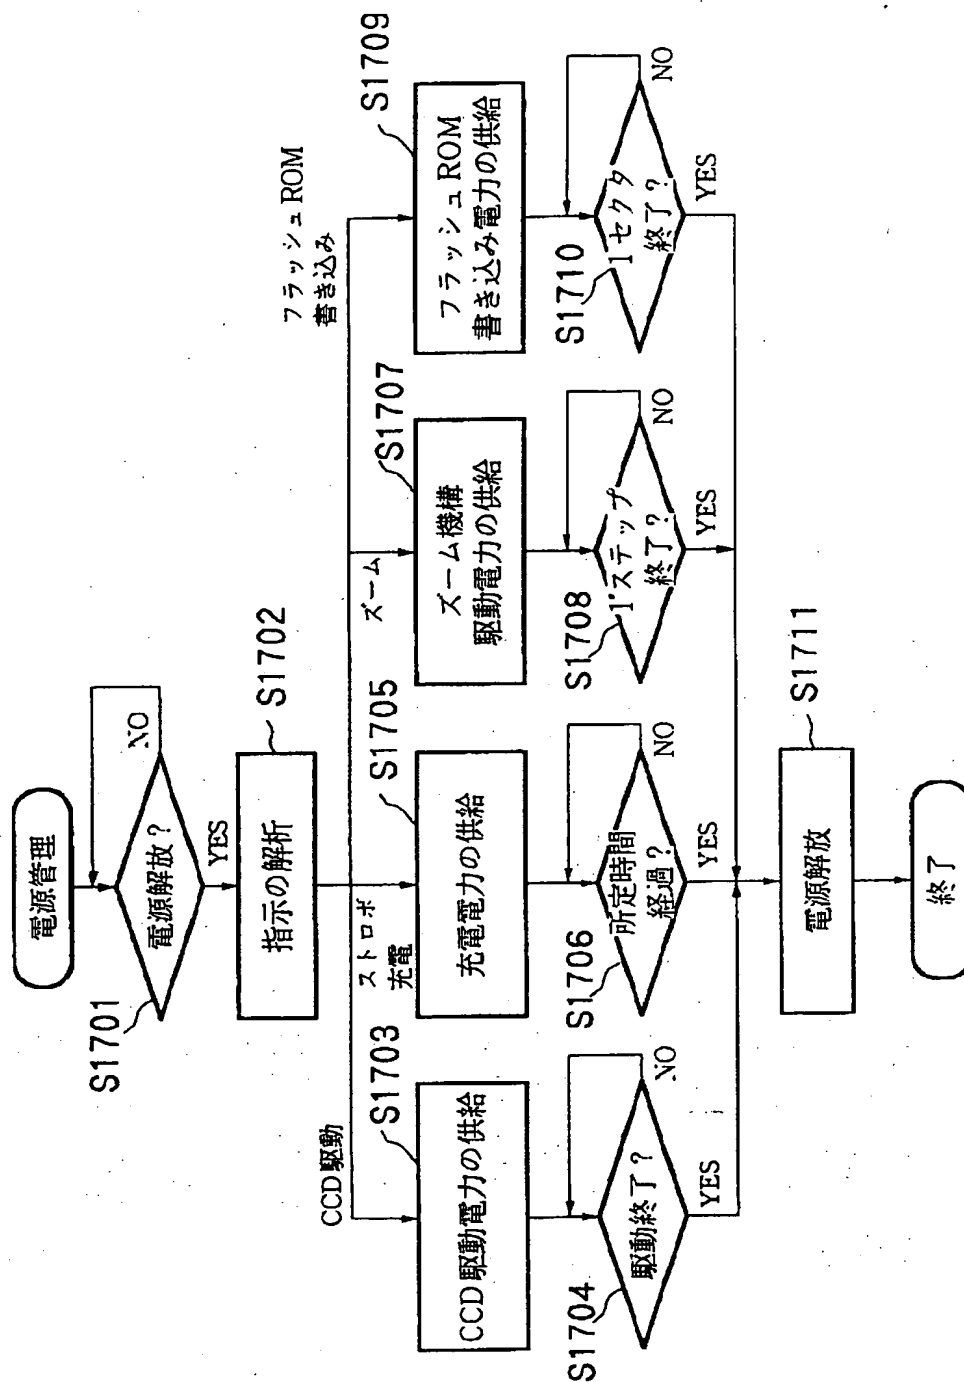 電源管理
S1701
電源解放?
NO
YES
S1702
指示の解析
CCD駆動
ストロボ
充電
ズーム
フラッシュROM
書き込み
S1703
CCD駆動電力の供給
S1705
充電電力の供給
S1707
ズーム機構
駆動電力の供給
S1709
フラッシュROM
書き込み電力の供給
S1704
駆動終了?
NO
YES
S1706
所定時間
経過?
NO
YES
S1708
1ステップ
終了?
NO
YES
S1710
1セクタ
終了?
NO
YES
S1711
電源解放
終了